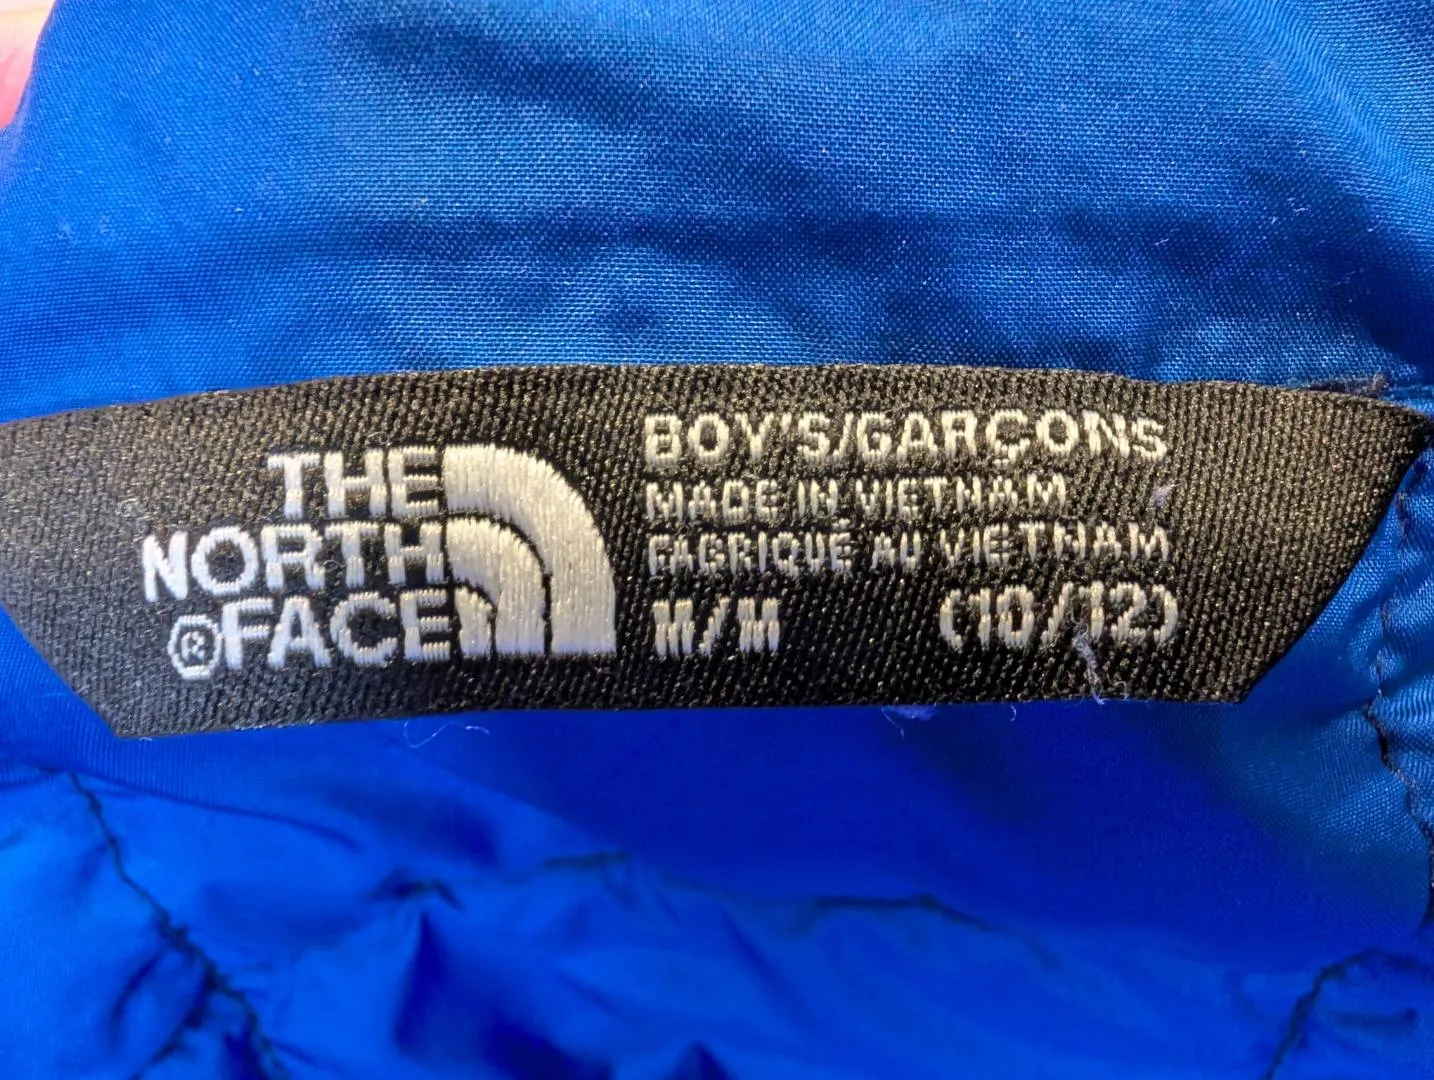 THE
NORTH
®FACE
BOY'S/GARÇONS
MADE IN VIETNAM
FABRIQUÉ AU VIETNAM
M/M (10/12)